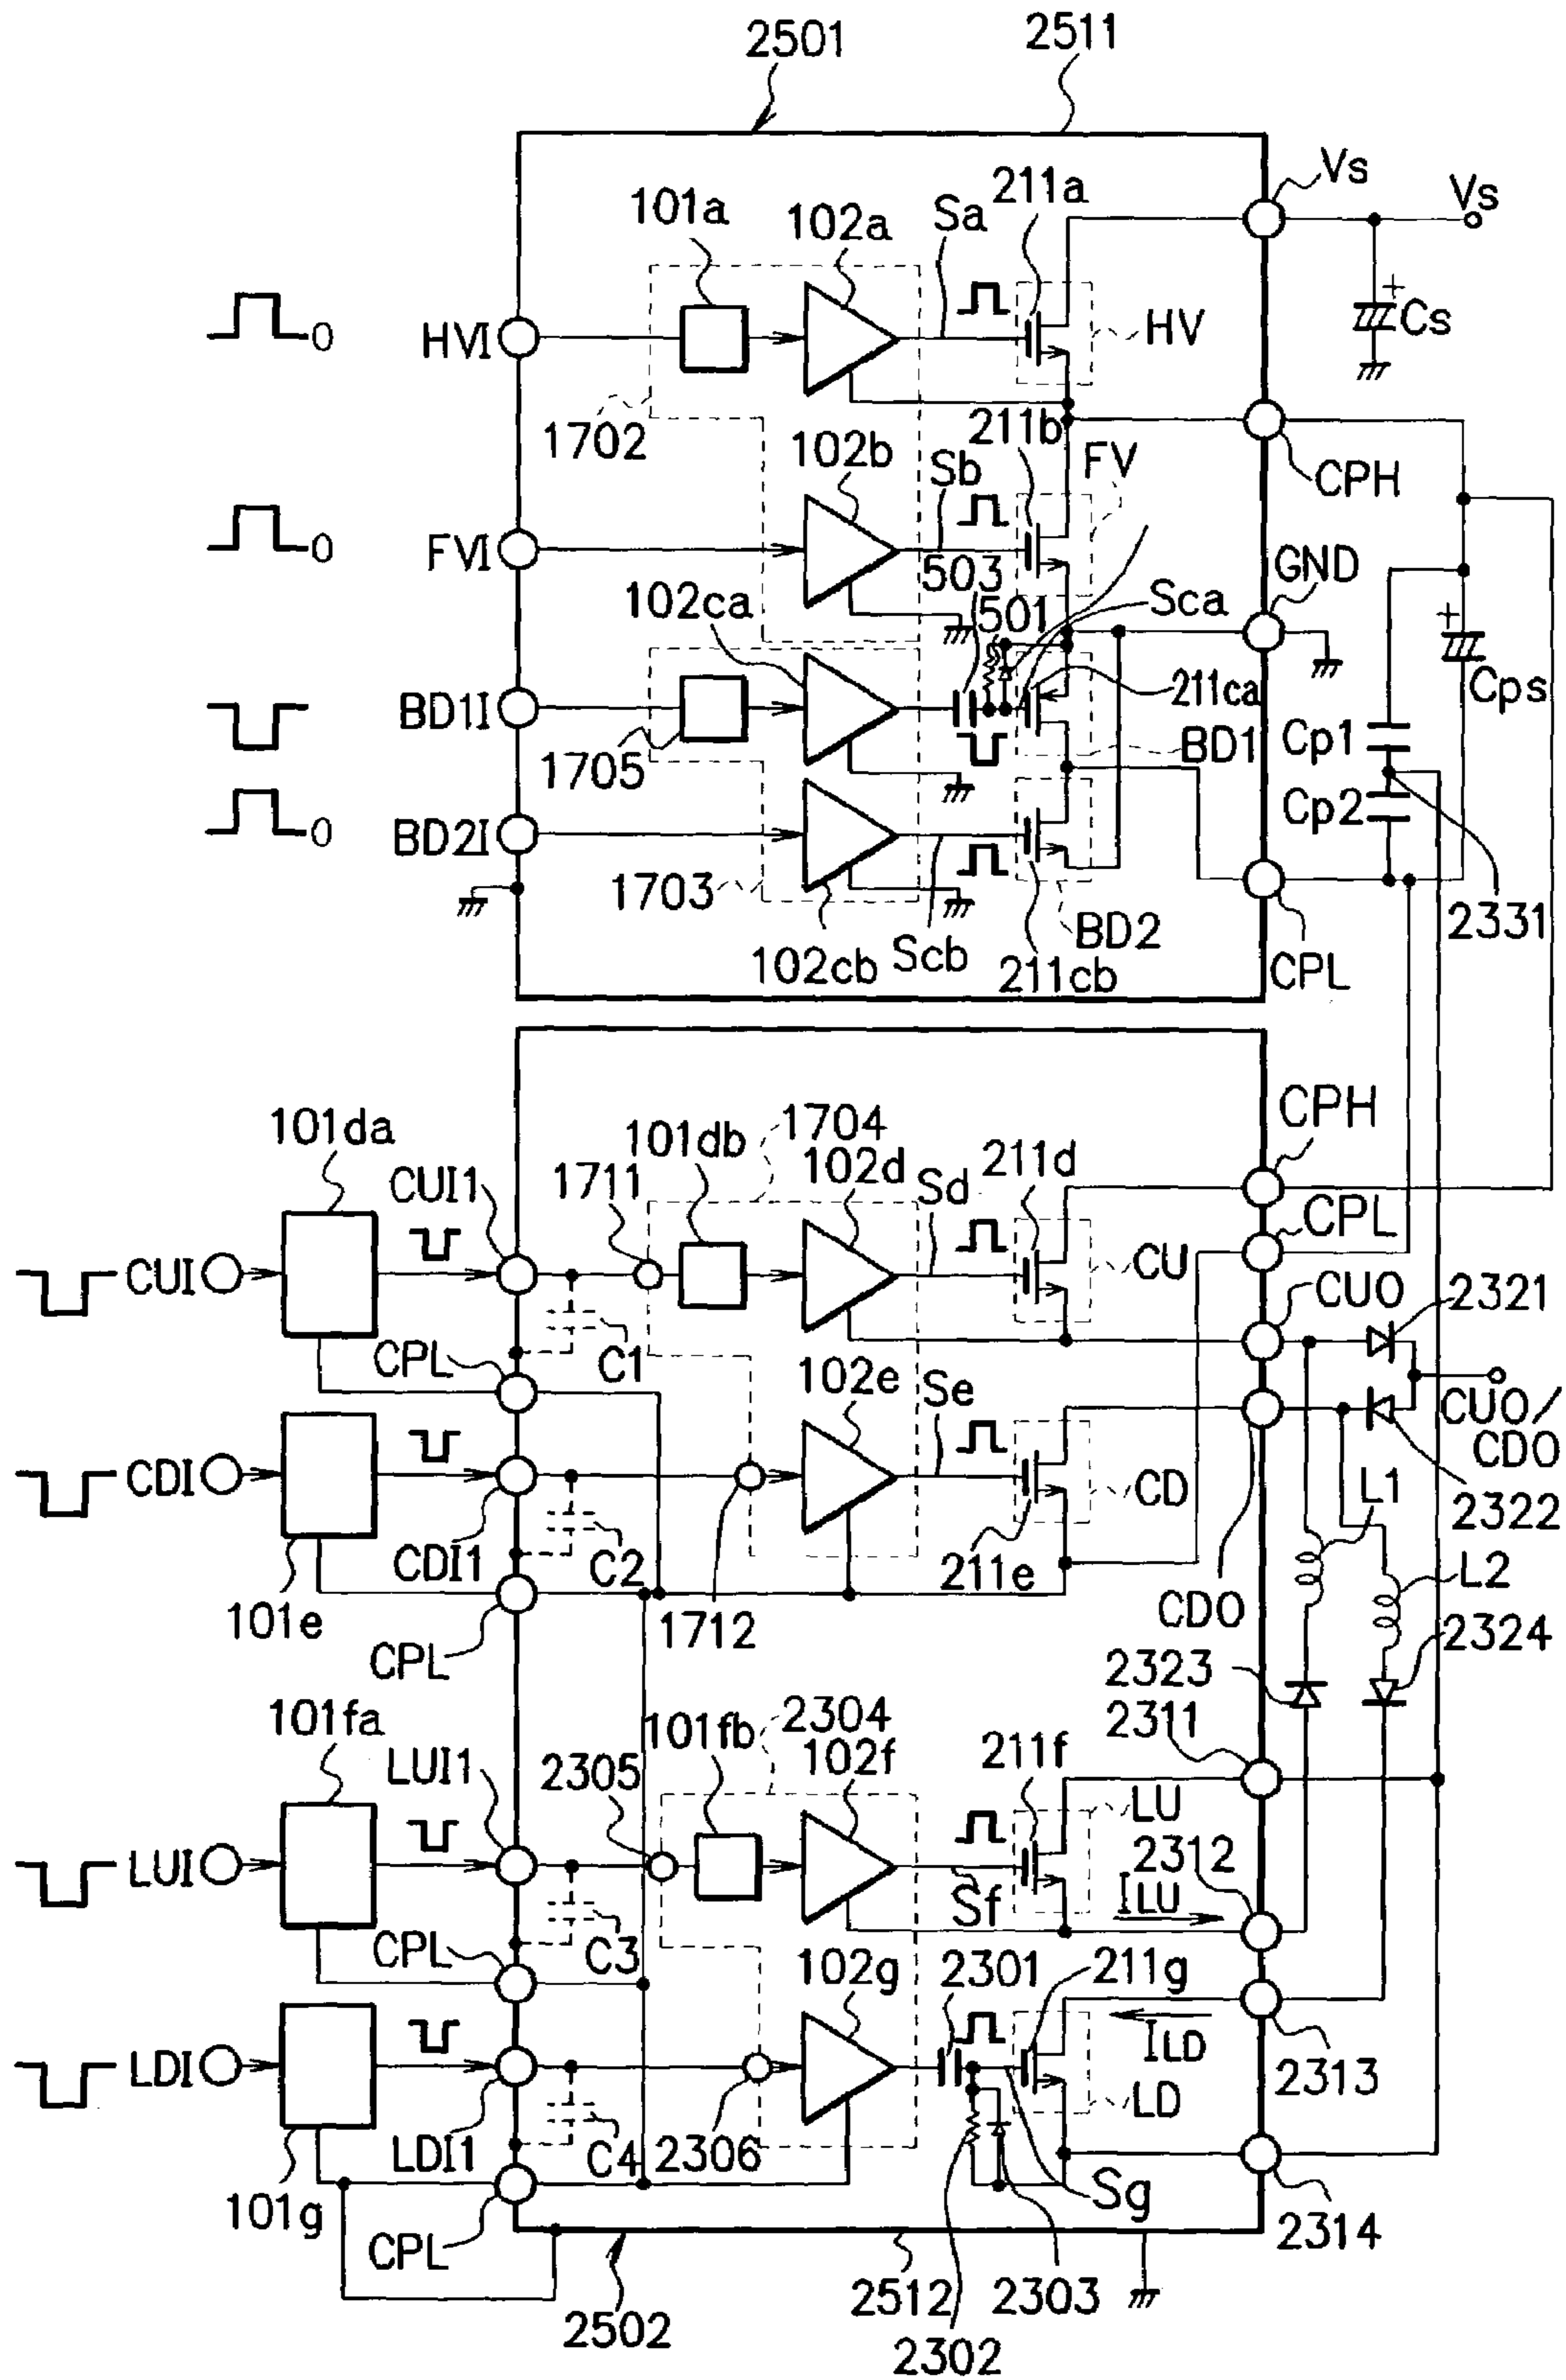 2501
2511
Vs
Vs
211a
101a
102a
Sa
HV
+
Cs
HVI
0
1702
211b
FV
CPH
102b
Sb
FVI
0
503
501
GND
102ca
Sca
+
Cps
BD1I
211ca
Cp1
BD1
1705
Cp2
BD2I
0
1703
BD2
2331
102cb
Scb
211cb
CPL
CPH
101da
101db
1704
102d
211d
CUI1
1711
Sd
CPL
CUI
CU
CUO
2321
CPL
C1
102e
Se
CUO/
CDO
CDI
CD
L1
2322
CDI1
C2
211e
L2
101e
1712
CDO
2324
CPL
2323
2311
101fa
101fb
2304
102f
211f
LUI1
2305
LU
2312
LUI
Sf
ILU
CPL
C3
102g
2301
211g
ILD
LDI
2313
LD
LDI1
C4
2306
Sg
101g
CPL
2314
2512
2303
2502
2302